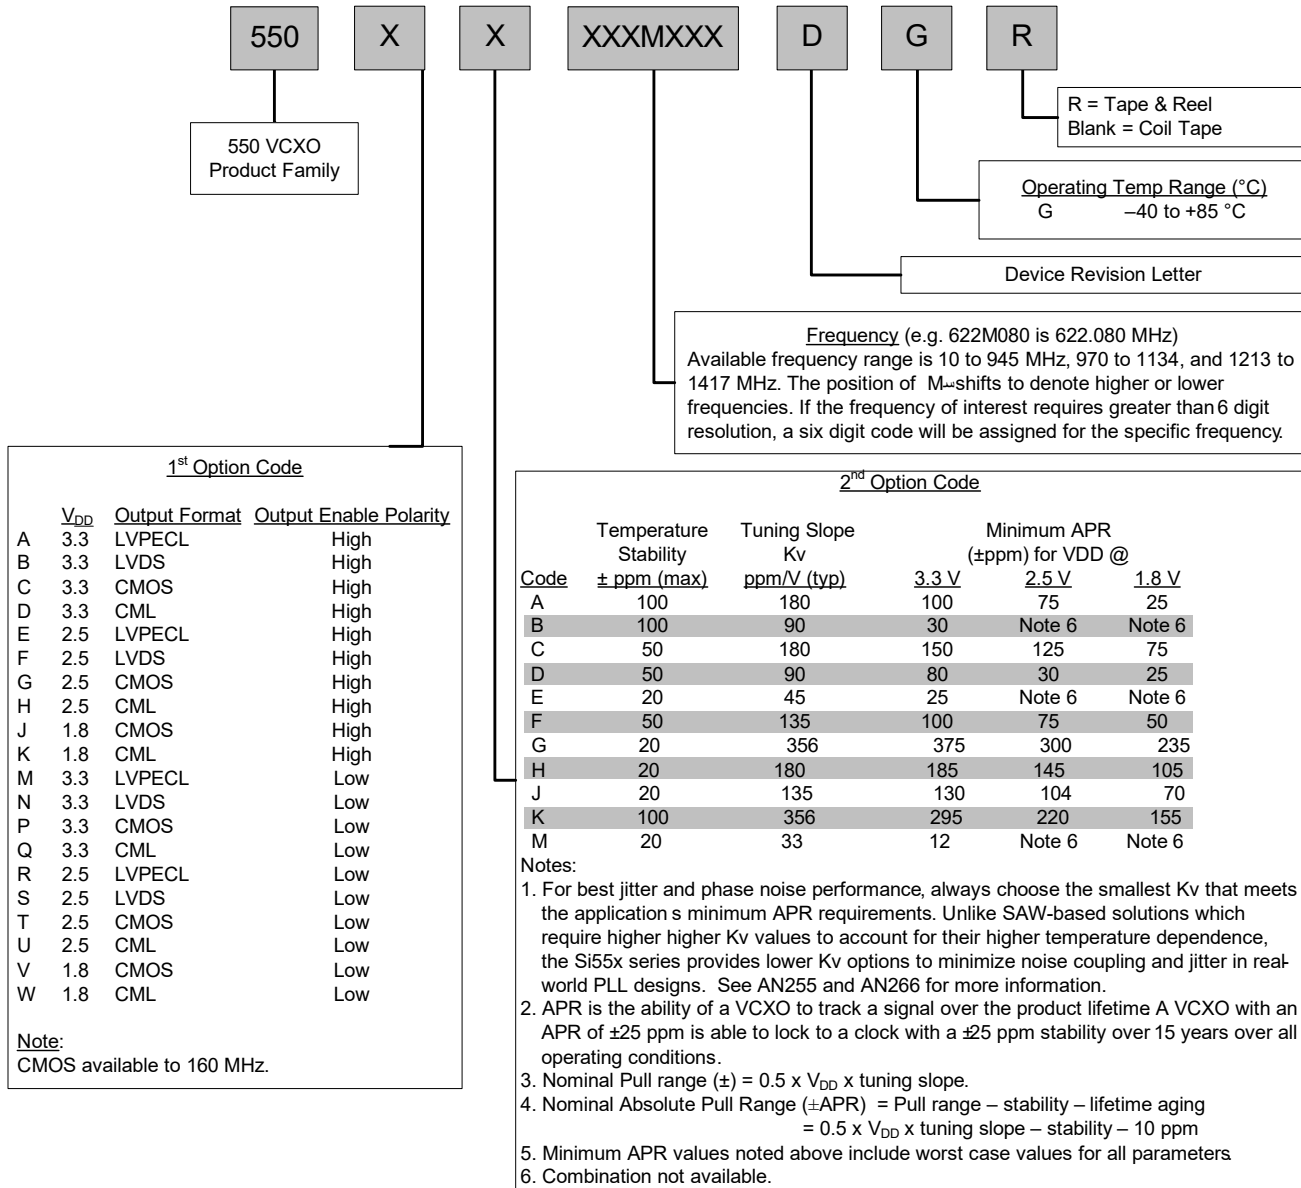 550 X X XXXMXXX D G R
R = Tape & Reel
Blank = Coil Tape
550 VCXO
Product Family
Operating Temp Range (°C)
G –40 to +85 °C
Device Revision Letter
Frequency (e.g. 622M080 is 622.080 MHz)
Available frequency range is 10 to 945 MHz, 970 to 1134, and 1213 to
1417 MHz. The position of M shifts to denote higher or lower
frequencies. If the frequency of interest requires greater than 6 digit
resolution, a six digit code will be assigned for the specific frequency.
1st Option Code
VDD Output Format Output Enable Polarity
A 3.3 LVPECL High
B 3.3 LVDS High
C 3.3 CMOS High
D 3.3 CML High
E 2.5 LVPECL High
F 2.5 LVDS High
G 2.5 CMOS High
H 2.5 CML High
J 1.8 CMOS High
K 1.8 CML High
M 3.3 LVPECL Low
N 3.3 LVDS Low
P 3.3 CMOS Low
Q 3.3 CML Low
R 2.5 LVPECL Low
S 2.5 LVDS Low
T 2.5 CMOS Low
U 2.5 CML Low
V 1.8 CMOS Low
W 1.8 CML Low
Note:
CMOS available to 160 MHz.
2nd Option Code
Temperature Tuning Slope Minimum APR
Stability Kv (±ppm) for VDD @
Code ± ppm (max) ppm/V (typ) 3.3 V 2.5 V 1.8 V
A 100 180 100 75 25
B 100 90 30 Note 6 Note 6
C 50 180 150 125 75
D 50 90 80 30 25
E 20 45 25 Note 6 Note 6
F 50 135 100 75 50
G 20 356 375 300 235
H 20 180 185 145 105
J 20 135 130 104 70
K 100 356 295 220 155
M 20 33 12 Note 6 Note 6
Notes:
1. For best jitter and phase noise performance, always choose the smallest Kv that meets
the application s minimum APR requirements. Unlike SAW-based solutions which
require higher higher Kv values to account for their higher temperature dependence,
the Si55x series provides lower Kv options to minimize noise coupling and jitter in real-
world PLL designs. See AN255 and AN266 for more information.
2. APR is the ability of a VCXO to track a signal over the product lifetime. A VCXO with an
APR of ±25 ppm is able to lock to a clock with a ±25 ppm stability over 15 years over all
operating conditions.
3. Nominal Pull range (±) = 0.5 x VDD x tuning slope.
4. Nominal Absolute Pull Range (±APR) = Pull range – stability – lifetime aging
= 0.5 x VDD x tuning slope – stability – 10 ppm
5. Minimum APR values noted above include worst case values for all parameters.
6. Combination not available.